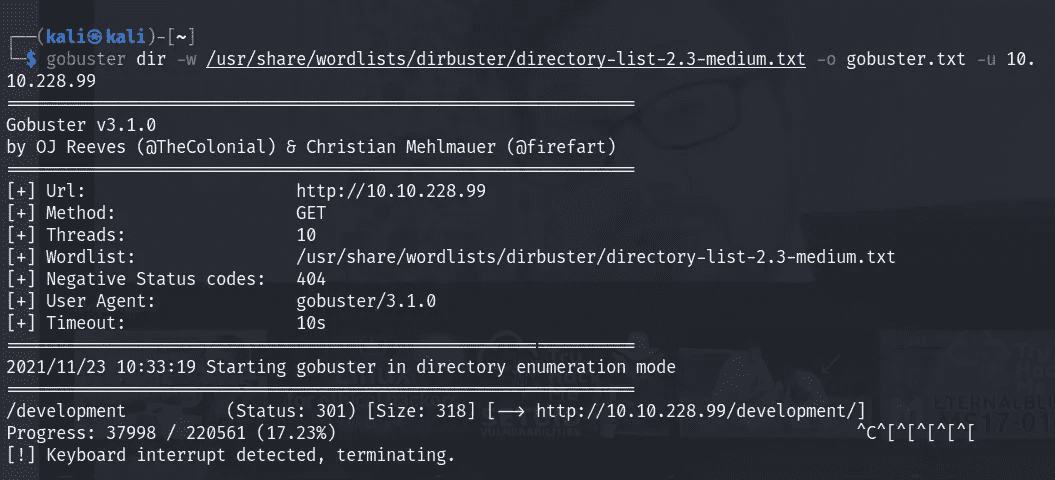 ┌──(kali㉿kali)-[~]
└─$ gobuster dir -w /usr/share/wordlists/dirbuster/directory-list-2.3-medium.txt -o gobuster.txt -u 10.
10.228.99
===============================================================
Gobuster v3.1.0
by OJ Reeves (@TheColonial) & Christian Mehlmauer (@firefart)
===============================================================
[+] Url:                     http://10.10.228.99
[+] Method:                  GET
[+] Threads:                 10
[+] Wordlist:                /usr/share/wordlists/dirbuster/directory-list-2.3-medium.txt
[+] Negative Status codes:   404
[+] User Agent:              gobuster/3.1.0
[+] Timeout:                 10s
===============================================================
2021/11/23 10:33:19 Starting gobuster in directory enumeration mode
===============================================================
/development          (Status: 301) [Size: 318] [--> http://10.10.228.99/development/]
Progress: 37998 / 220561 (17.23%)                                                    ^C^[^[^[^[^[
[!] Keyboard interrupt detected, terminating.